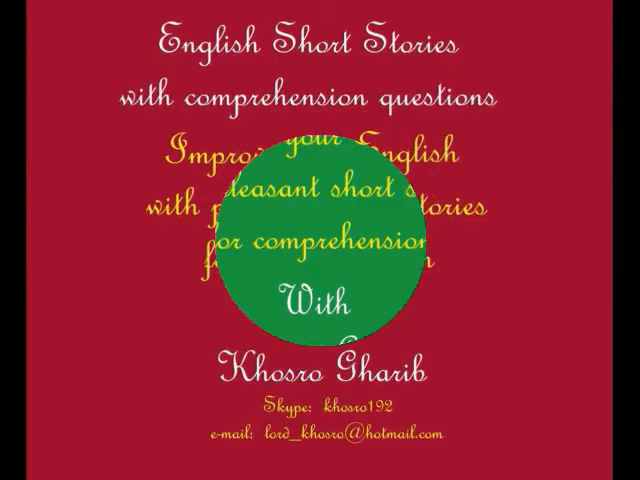 English Short Stories
with comprehension questions
your English
with pleasant short stories
for comprehension
With
Khosro Gharib
Skype: khosro192
e-mail: lord_khosro@hotmail.com